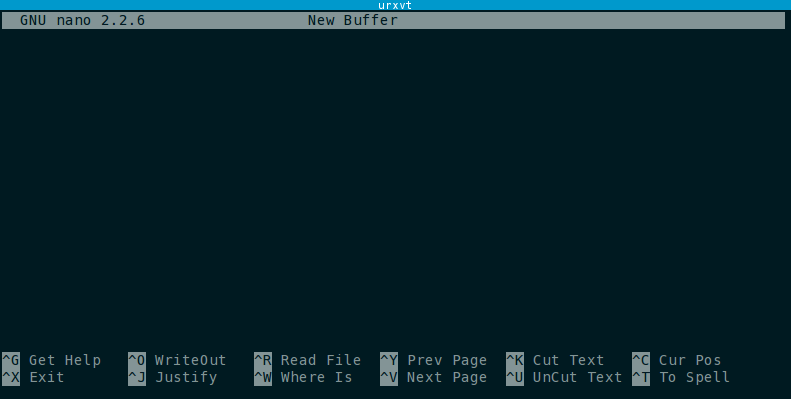 urxvt
GNU nano 2.2.6 New Buffer
^G Get Help ^O WriteOut ^R Read File ^Y Prev Page ^K Cut Text ^C Cur Pos
^X Exit ^J Justify ^W Where Is ^V Next Page ^U UnCut Text ^T To Spell